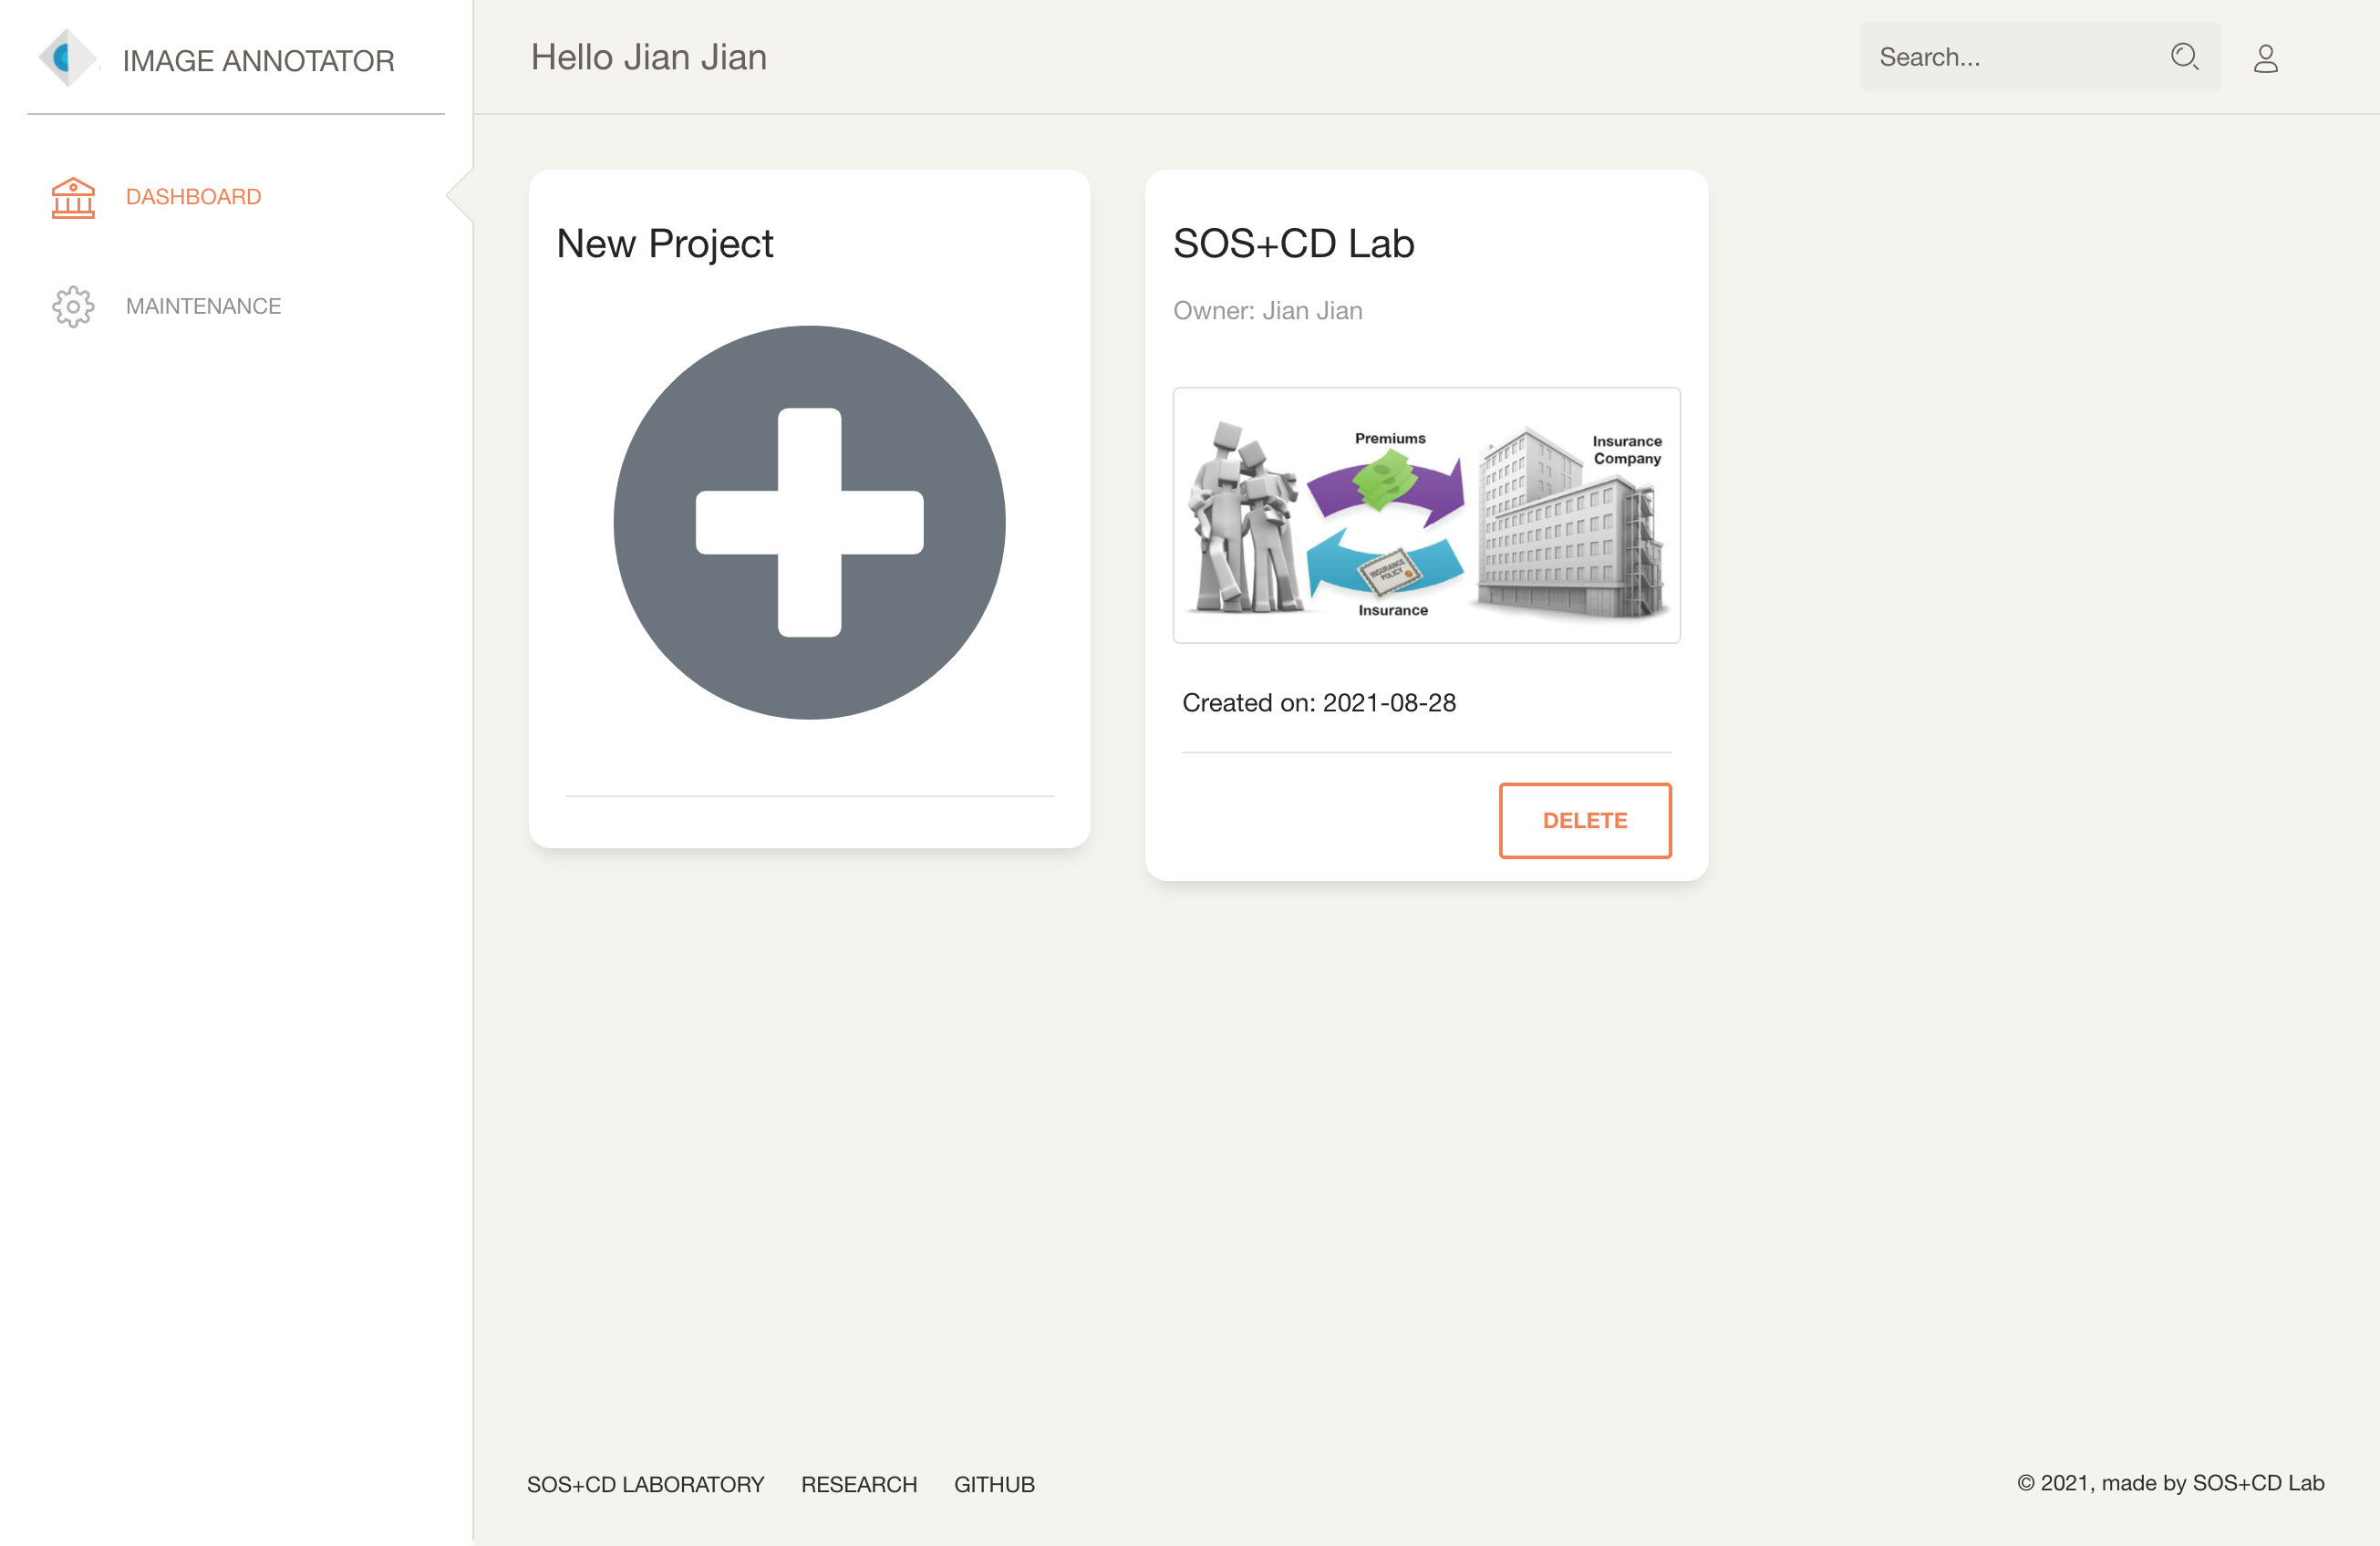 IMAGE ANNOTATOR
Hello Jian Jian
Search...
DASHBOARD
MAINTENANCE
New Project
SOS+CD Lab
Owner: Jian Jian
Premiums
Insurance
Company
INSURANCE
POLICY
Insurance
Created on: 2021-08-28
DELETE
SOS+CD LABORATORY
RESEARCH
GITHUB
© 2021, made by SOS+CD Lab